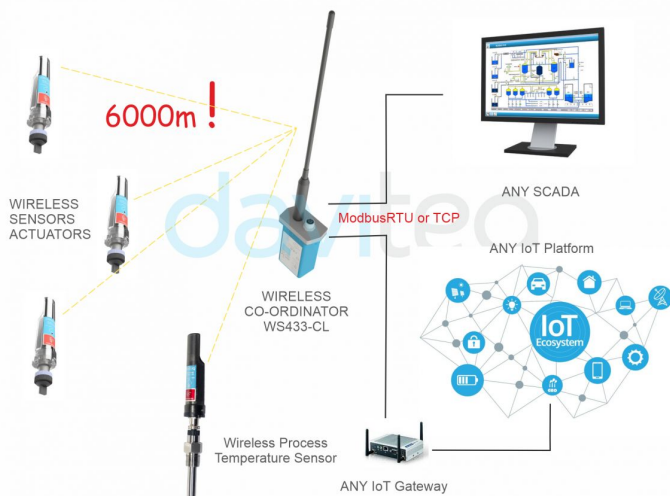 6000m !
WIRELESS
SENSORS
ACTUATORS
daviteq
ModbusRTU or TCP
WIRELESS
CO-ORDINATOR
WS433-CL
ANY SCADA
ANY IoT Platform
IoT
Ecosystem
Wireless Process
Temperature Sensor
ANY IoT Gateway